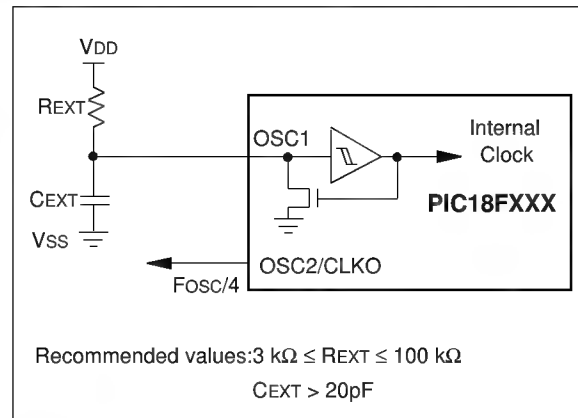 VDD
REXT
OSC1
Internal
Clock
CEXT
PIC18FXXX
VSS
OSC2/CLKO
FOSC/4
Recommended values:3 kΩ ≤ REXT ≤ 100 kΩ
CEXT > 20pF